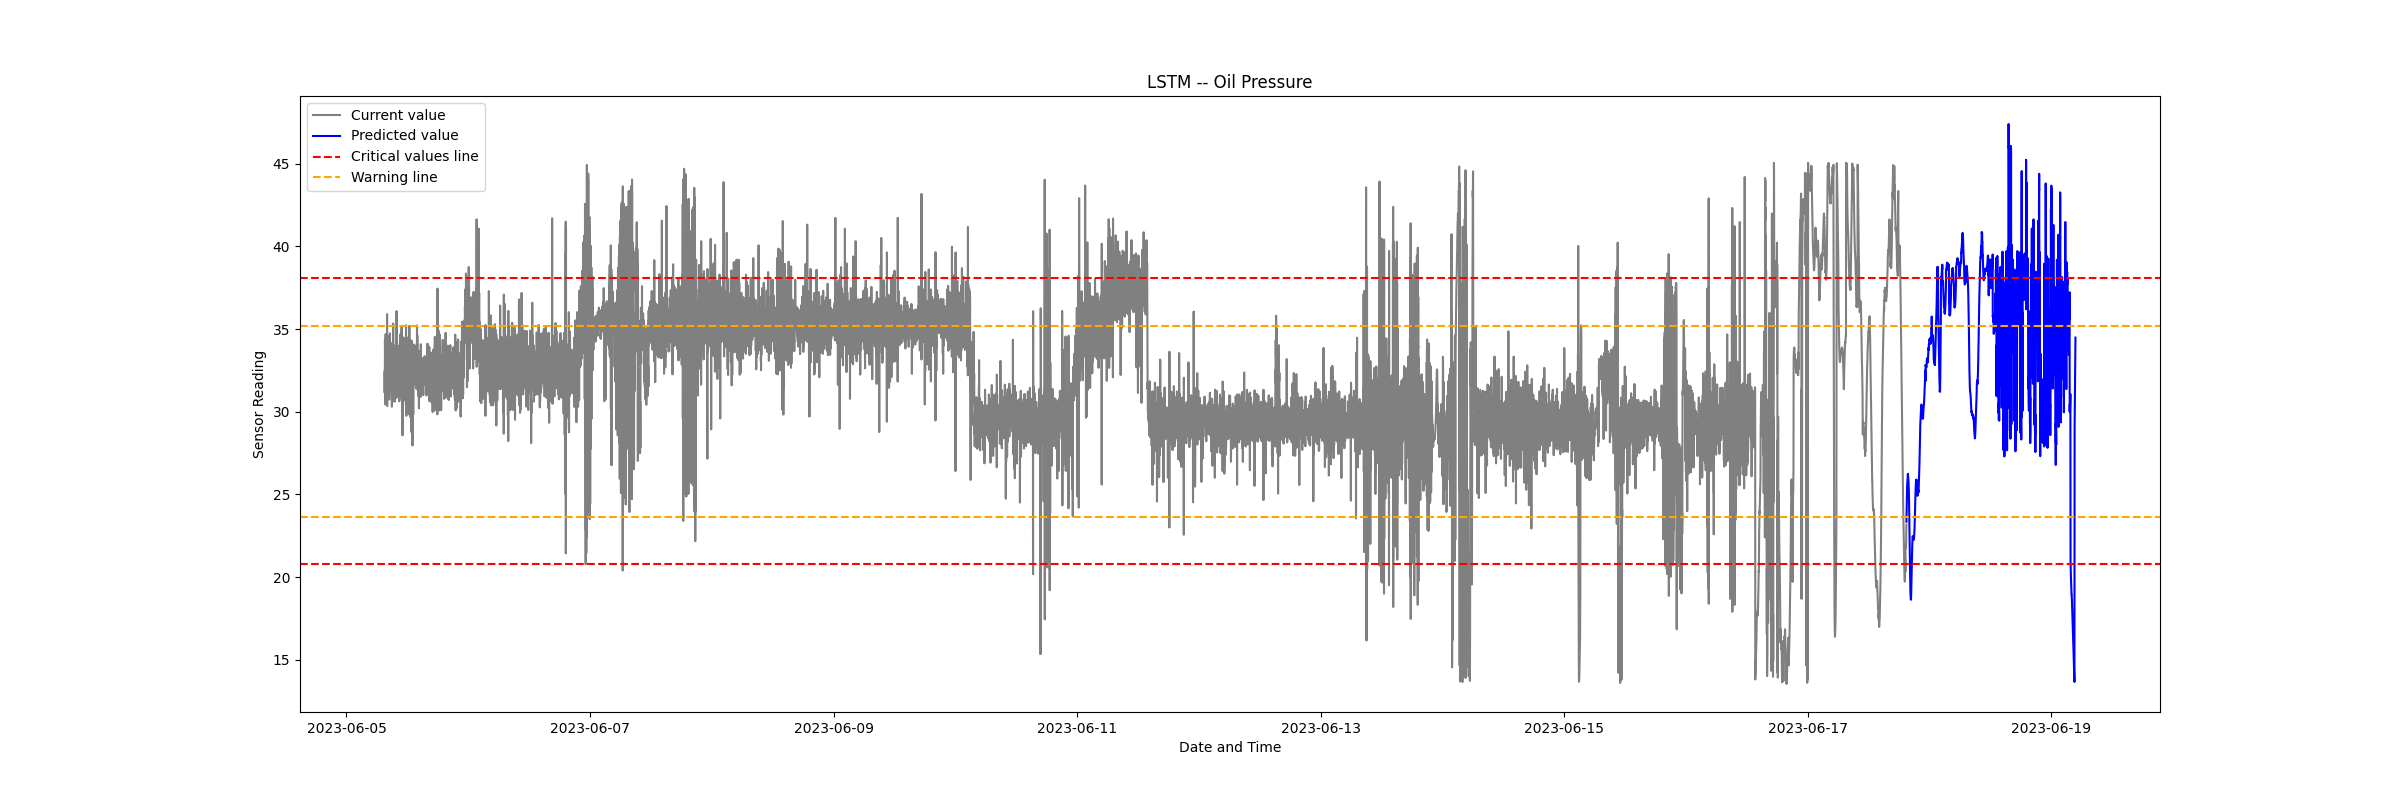 LSTM -- Oil Pressure
Current value
Predicted value
Critical values line
Warning line
45
40
35
30
25
20
15
Sensor Reading
2023-06-05
2023-06-07
2023-06-09
2023-06-11
2023-06-13
2023-06-15
2023-06-17
2023-06-19
Date and Time